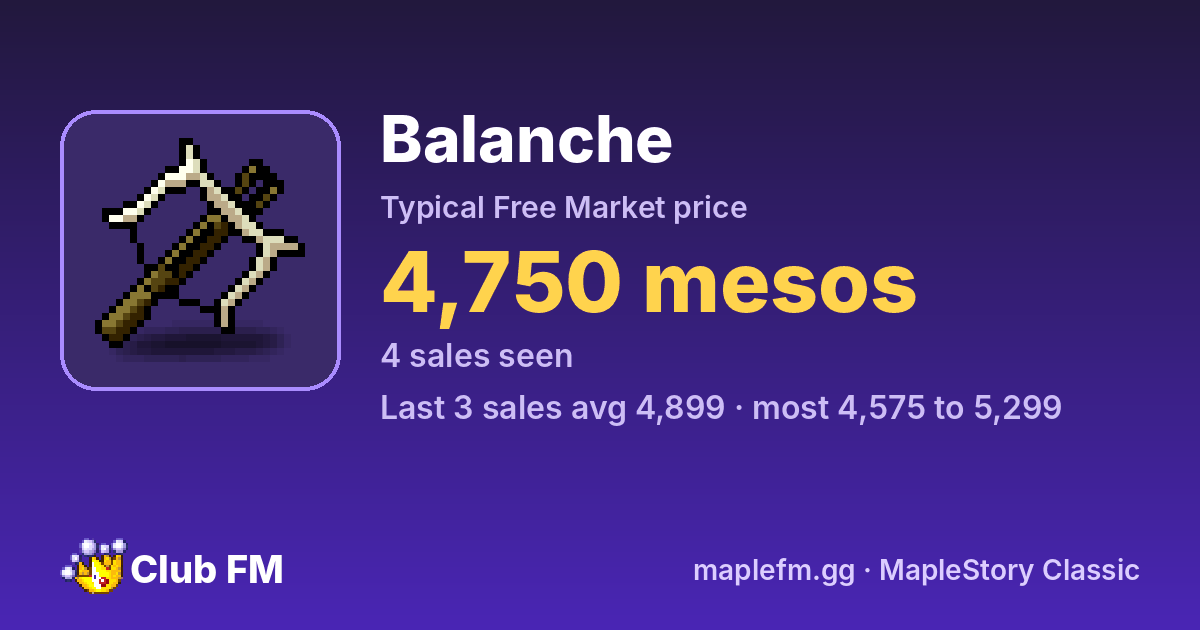 Balanche
Typical Free Market price
4,750 mesos
4 sales seen
Last 3 sales avg 4,899 · most 4,575 to 5,299
Club FM
maplefm.gg · MapleStory Classic